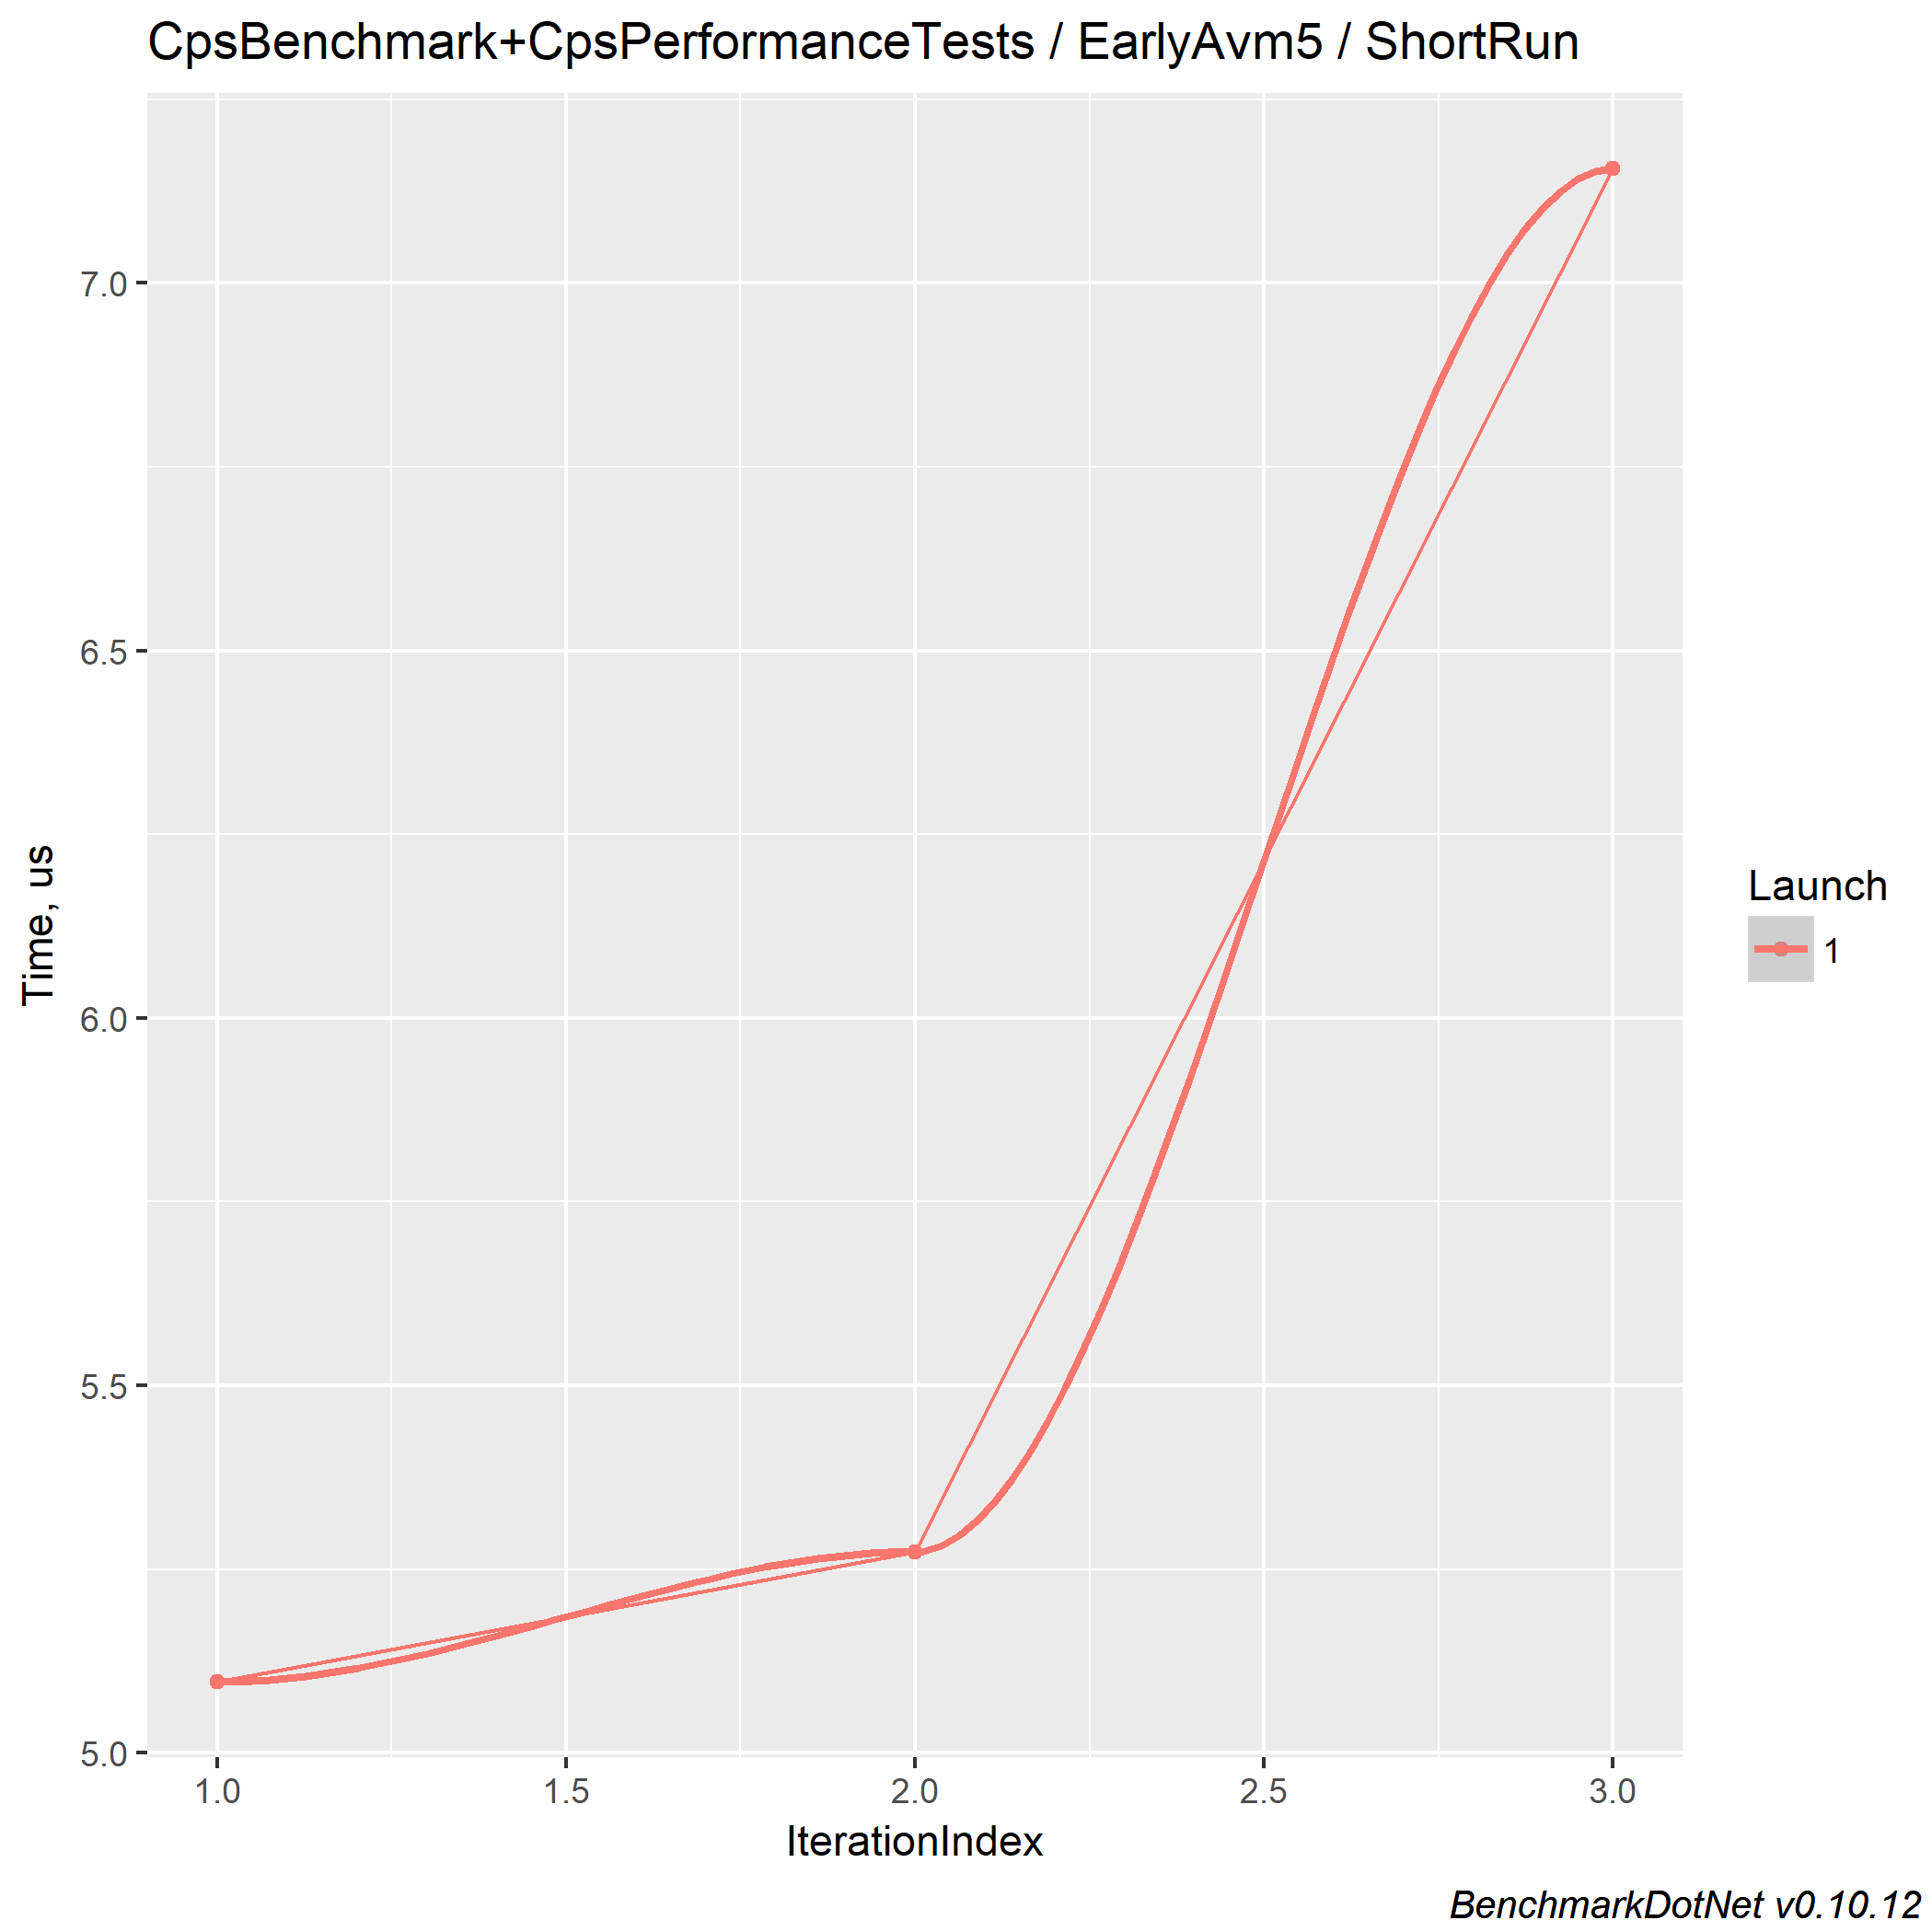 CpsBenchmark+CpsPerformanceTests / EarlyAvm5 / ShortRun
7.0
6.5
6.0
5.5
5.0
Time, us
1.0 1.5 2.0 2.5 3.0
IterationIndex
Launch
1
BenchmarkDotNet v0.10.12